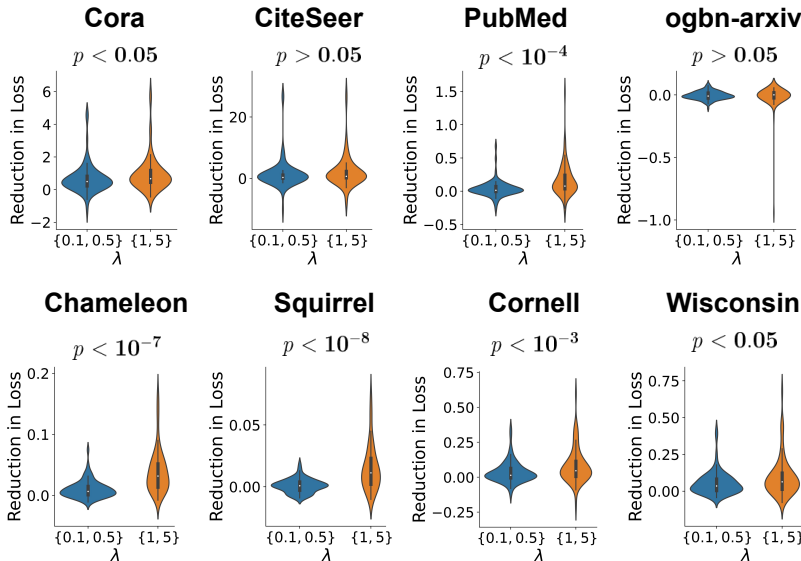 Cora
p < 0.05
Reduction in Loss
6
4
2
0
−2
{0.1, 0.5} {1, 5}
λ
CiteSeer
p > 0.05
Reduction in Loss
20
0
{0.1, 0.5} {1, 5}
λ
PubMed
p < 10⁻⁴
Reduction in Loss
1.5
1.0
0.5
0.0
−0.5
{0.1, 0.5} {1, 5}
λ
ogbn-arxiv
p > 0.05
Reduction in Loss
0.0
−0.5
−1.0
{0.1, 0.5} {1, 5}
λ
Chameleon
p < 10⁻⁷
Reduction in Loss
0.2
0.1
0.0
{0.1, 0.5} {1, 5}
λ
Squirrel
p < 10⁻⁸
Reduction in Loss
0.05
0.00
{0.1, 0.5} {1, 5}
λ
Cornell
p < 10⁻³
Reduction in Loss
0.75
0.50
0.25
0.00
−0.25
{0.1, 0.5} {1, 5}
λ
Wisconsin
p < 0.05
Reduction in Loss
0.75
0.50
0.25
0.00
{0.1, 0.5} {1, 5}
λ